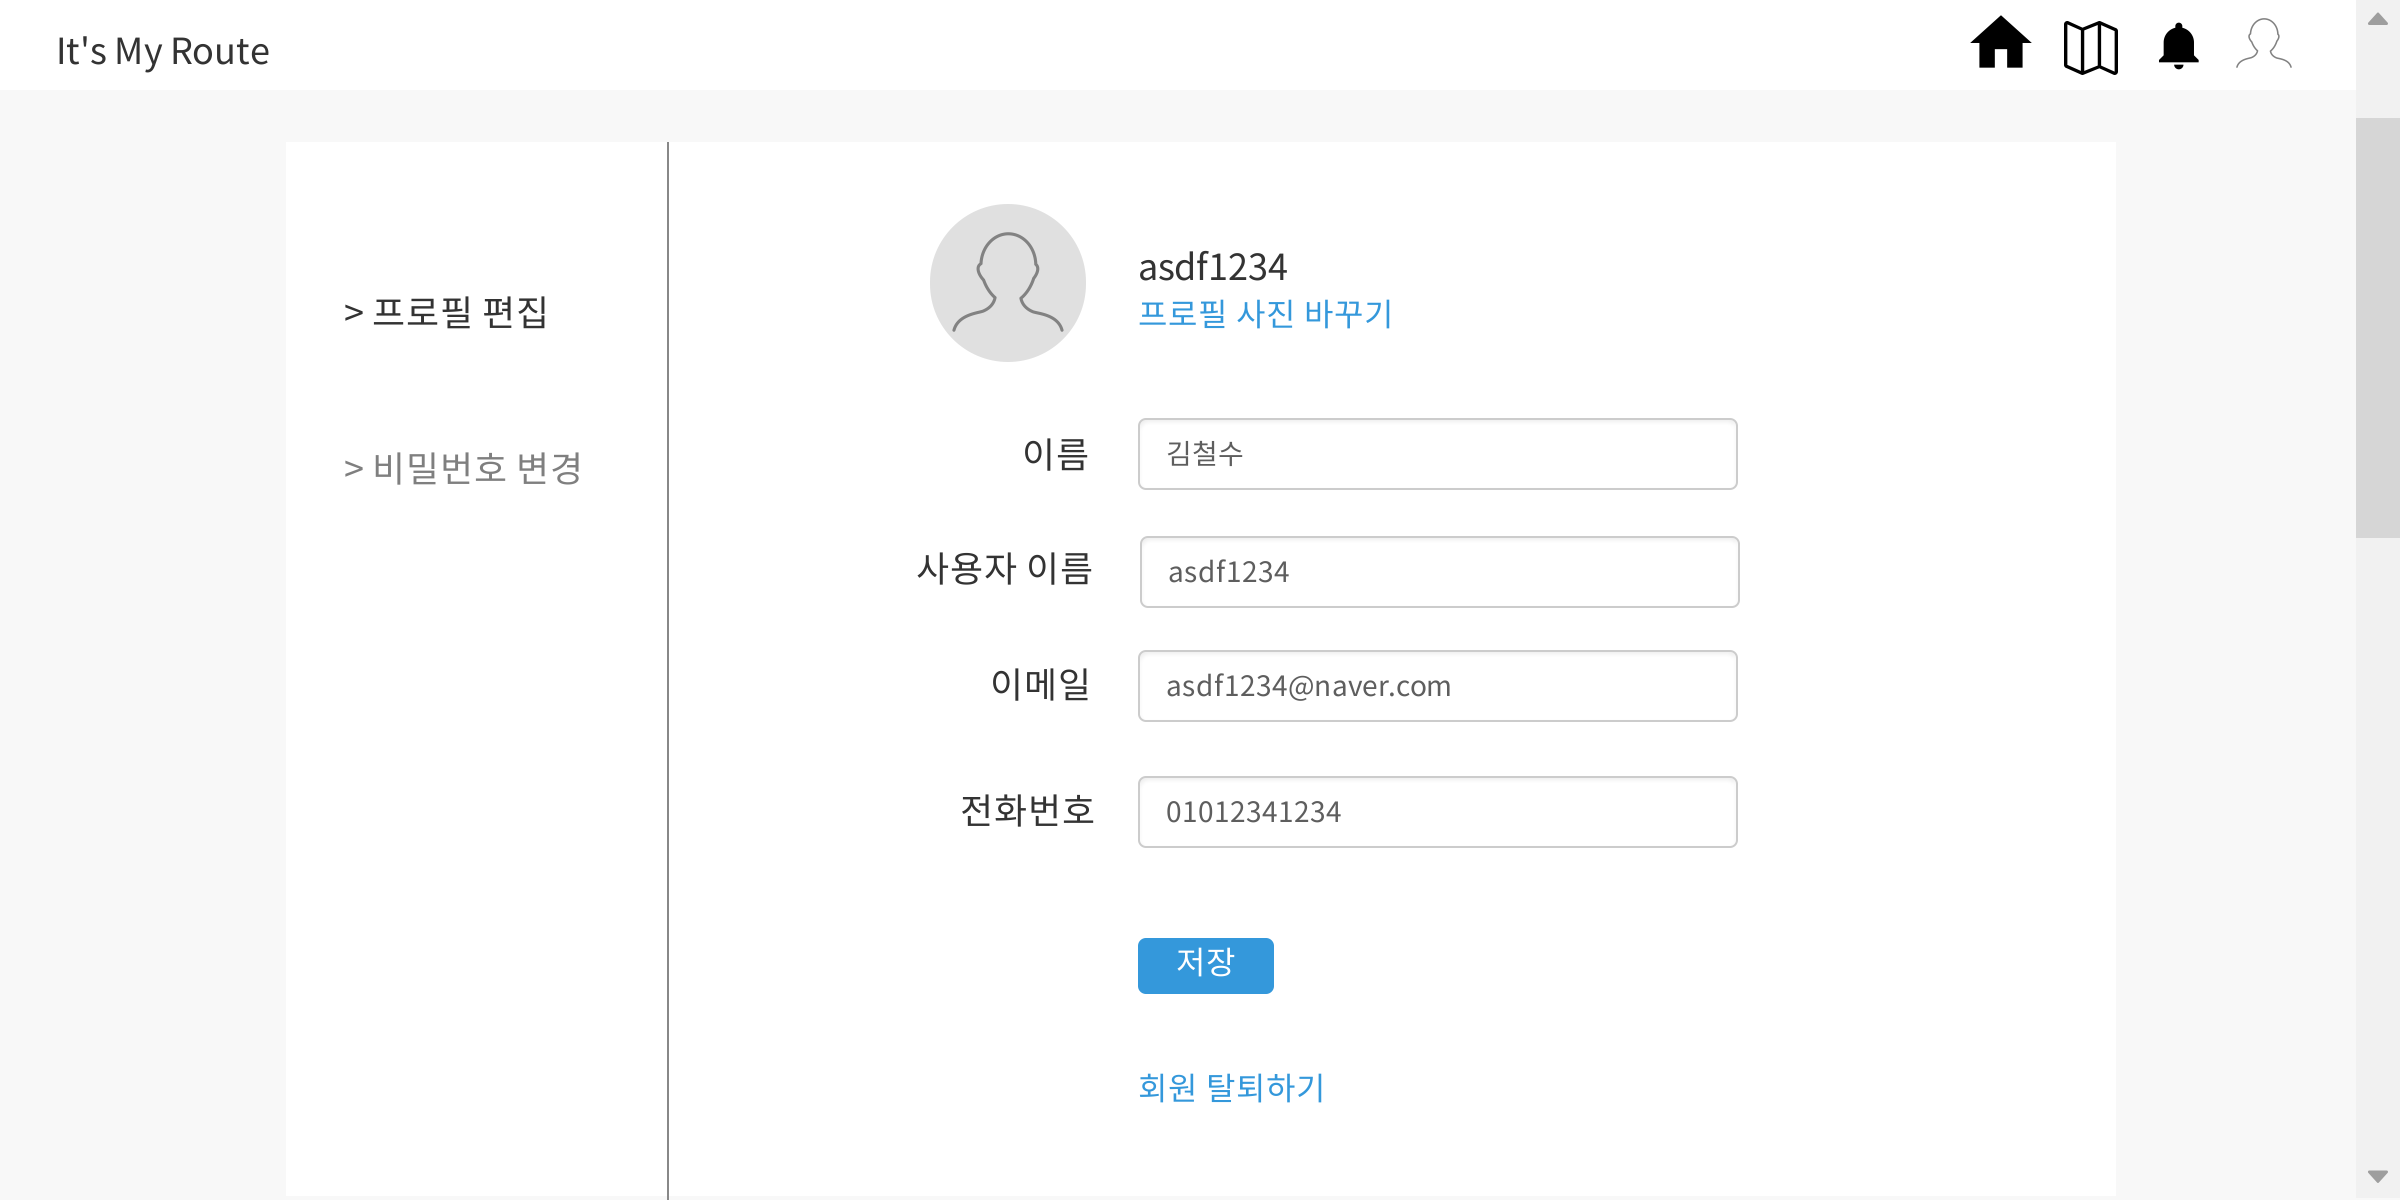 It's My Route
> 프로필 편집
> 비밀번호 변경
asdf1234
프로필 사진 바꾸기
이름
김철수
사용자 이름
asdf1234
이메일
asdf1234@naver.com
전화번호
01012341234
저장
회원 탈퇴하기